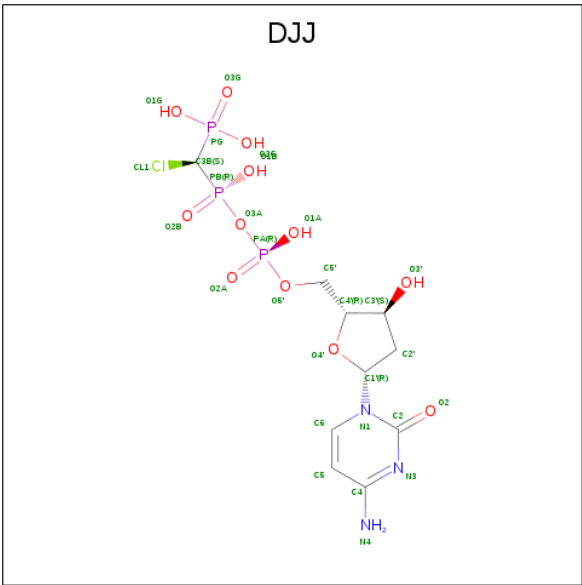 DJJ
O3G
O1G
HO
O
P
OH
PG
O1B
CL1
Cl
C3B(S)
PB(R)
OH
P
O
O2B
O
O3A
O1A
PA(R)
OH
P
O
O2A
O
O5'
C5'
O3'
OH
C4'(R)
C3'(S)
O
O4'
C2'
C1'(R)
N
N1
C6
C2
O
O2
C5
N
N3
C4
NH2
N4